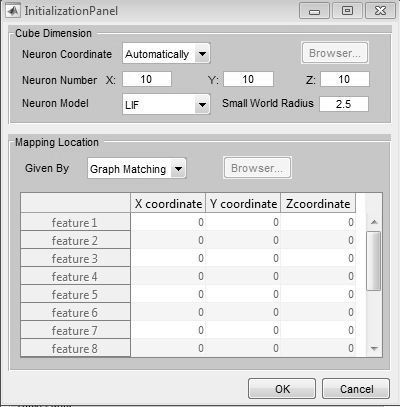 InitializationPanel
Cube Dimension
Neuron Coordinate Automatically Browser...
Neuron Number X: 10 Y: 10 Z: 10
Neuron Model LIF Small World Radius 2.5
Mapping Location
Given By Graph Matching Browser...
X coordinate Y coordinate Zcoordinate
feature 1 0 0 0
feature 2 0 0 0
feature 3 0 0 0
feature 4 0 0 0
feature 5 0 0 0
feature 6 0 0 0
feature 7 0 0 0
feature 8 0 0 0
OK Cancel